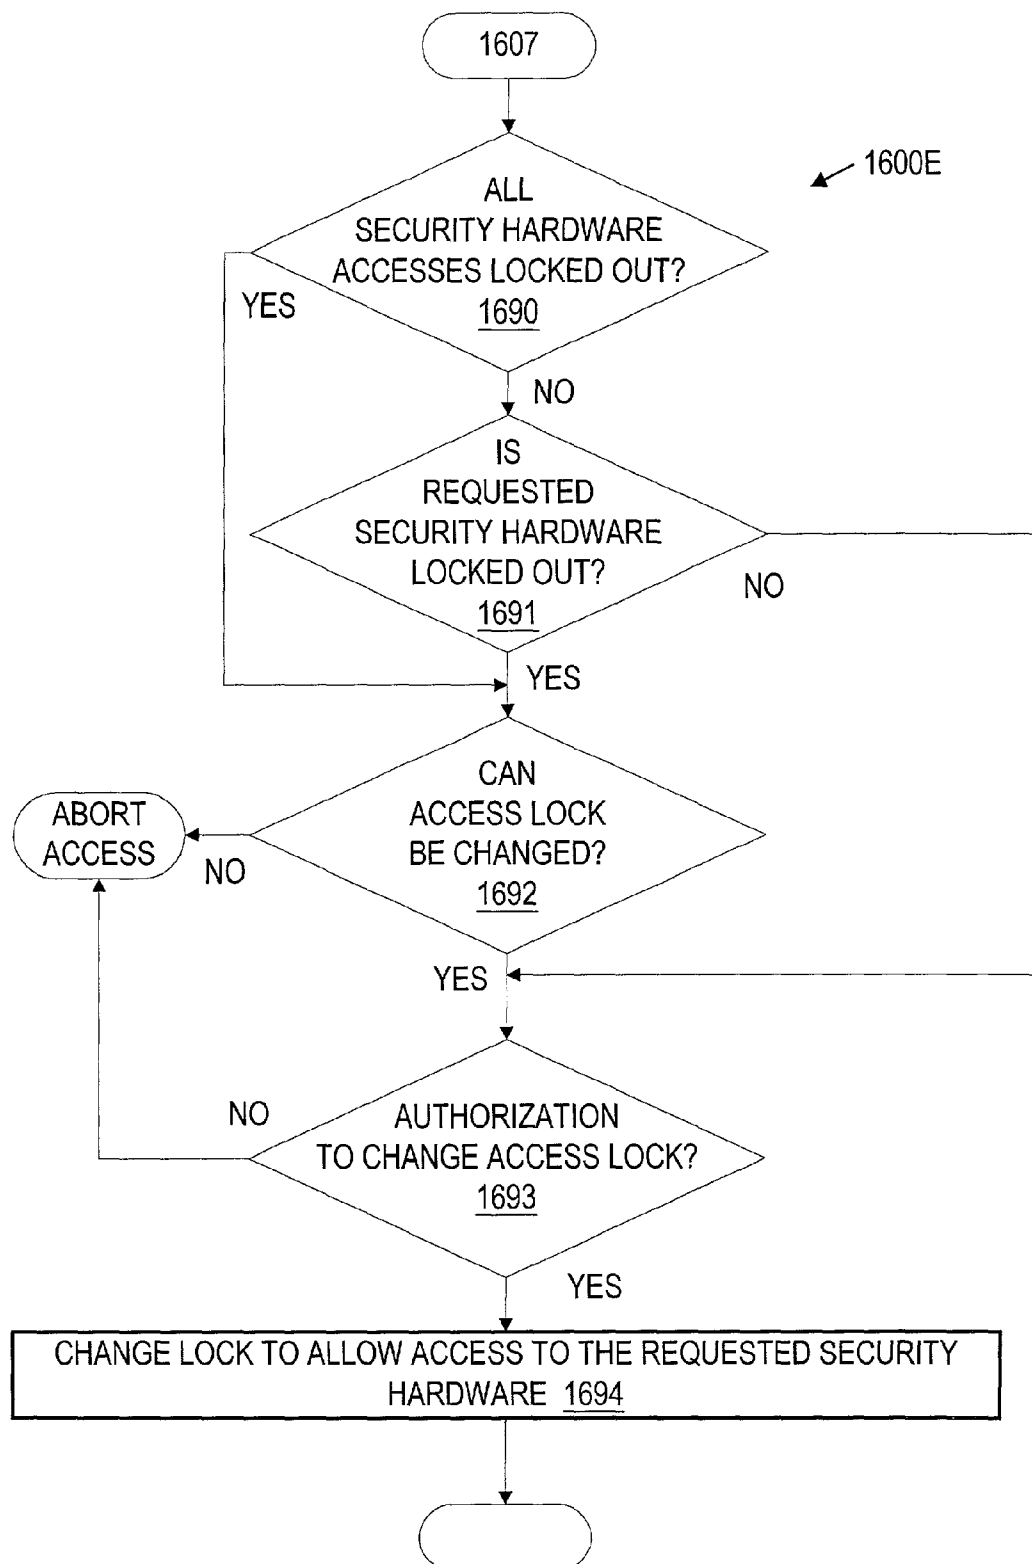 1607
1600E
ALL
SECURITY HARDWARE
ACCESSES LOCKED OUT?
1690
YES
NO
IS
REQUESTED
SECURITY HARDWARE
LOCKED OUT?
1691
NO
YES
CAN
ACCESS LOCK
BE CHANGED?
1692
ABORT
ACCESS
NO
YES
NO
AUTHORIZATION
TO CHANGE ACCESS LOCK?
1693
YES
CHANGE LOCK TO ALLOW ACCESS TO THE REQUESTED SECURITY
HARDWARE 1694